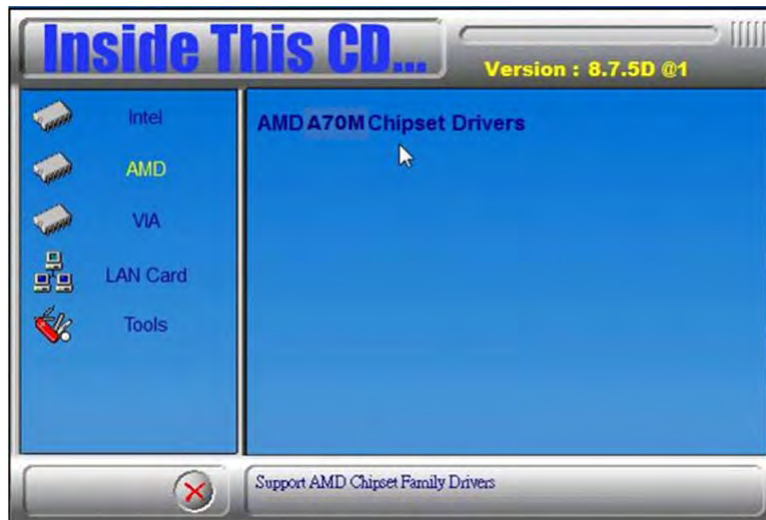 Inside This CD...
Version : 8.7.5D @1
Intel
AMD
VIA
LAN Card
Tools
AMD A70M Chipset Drivers
Support AMD Chipset Family Drivers